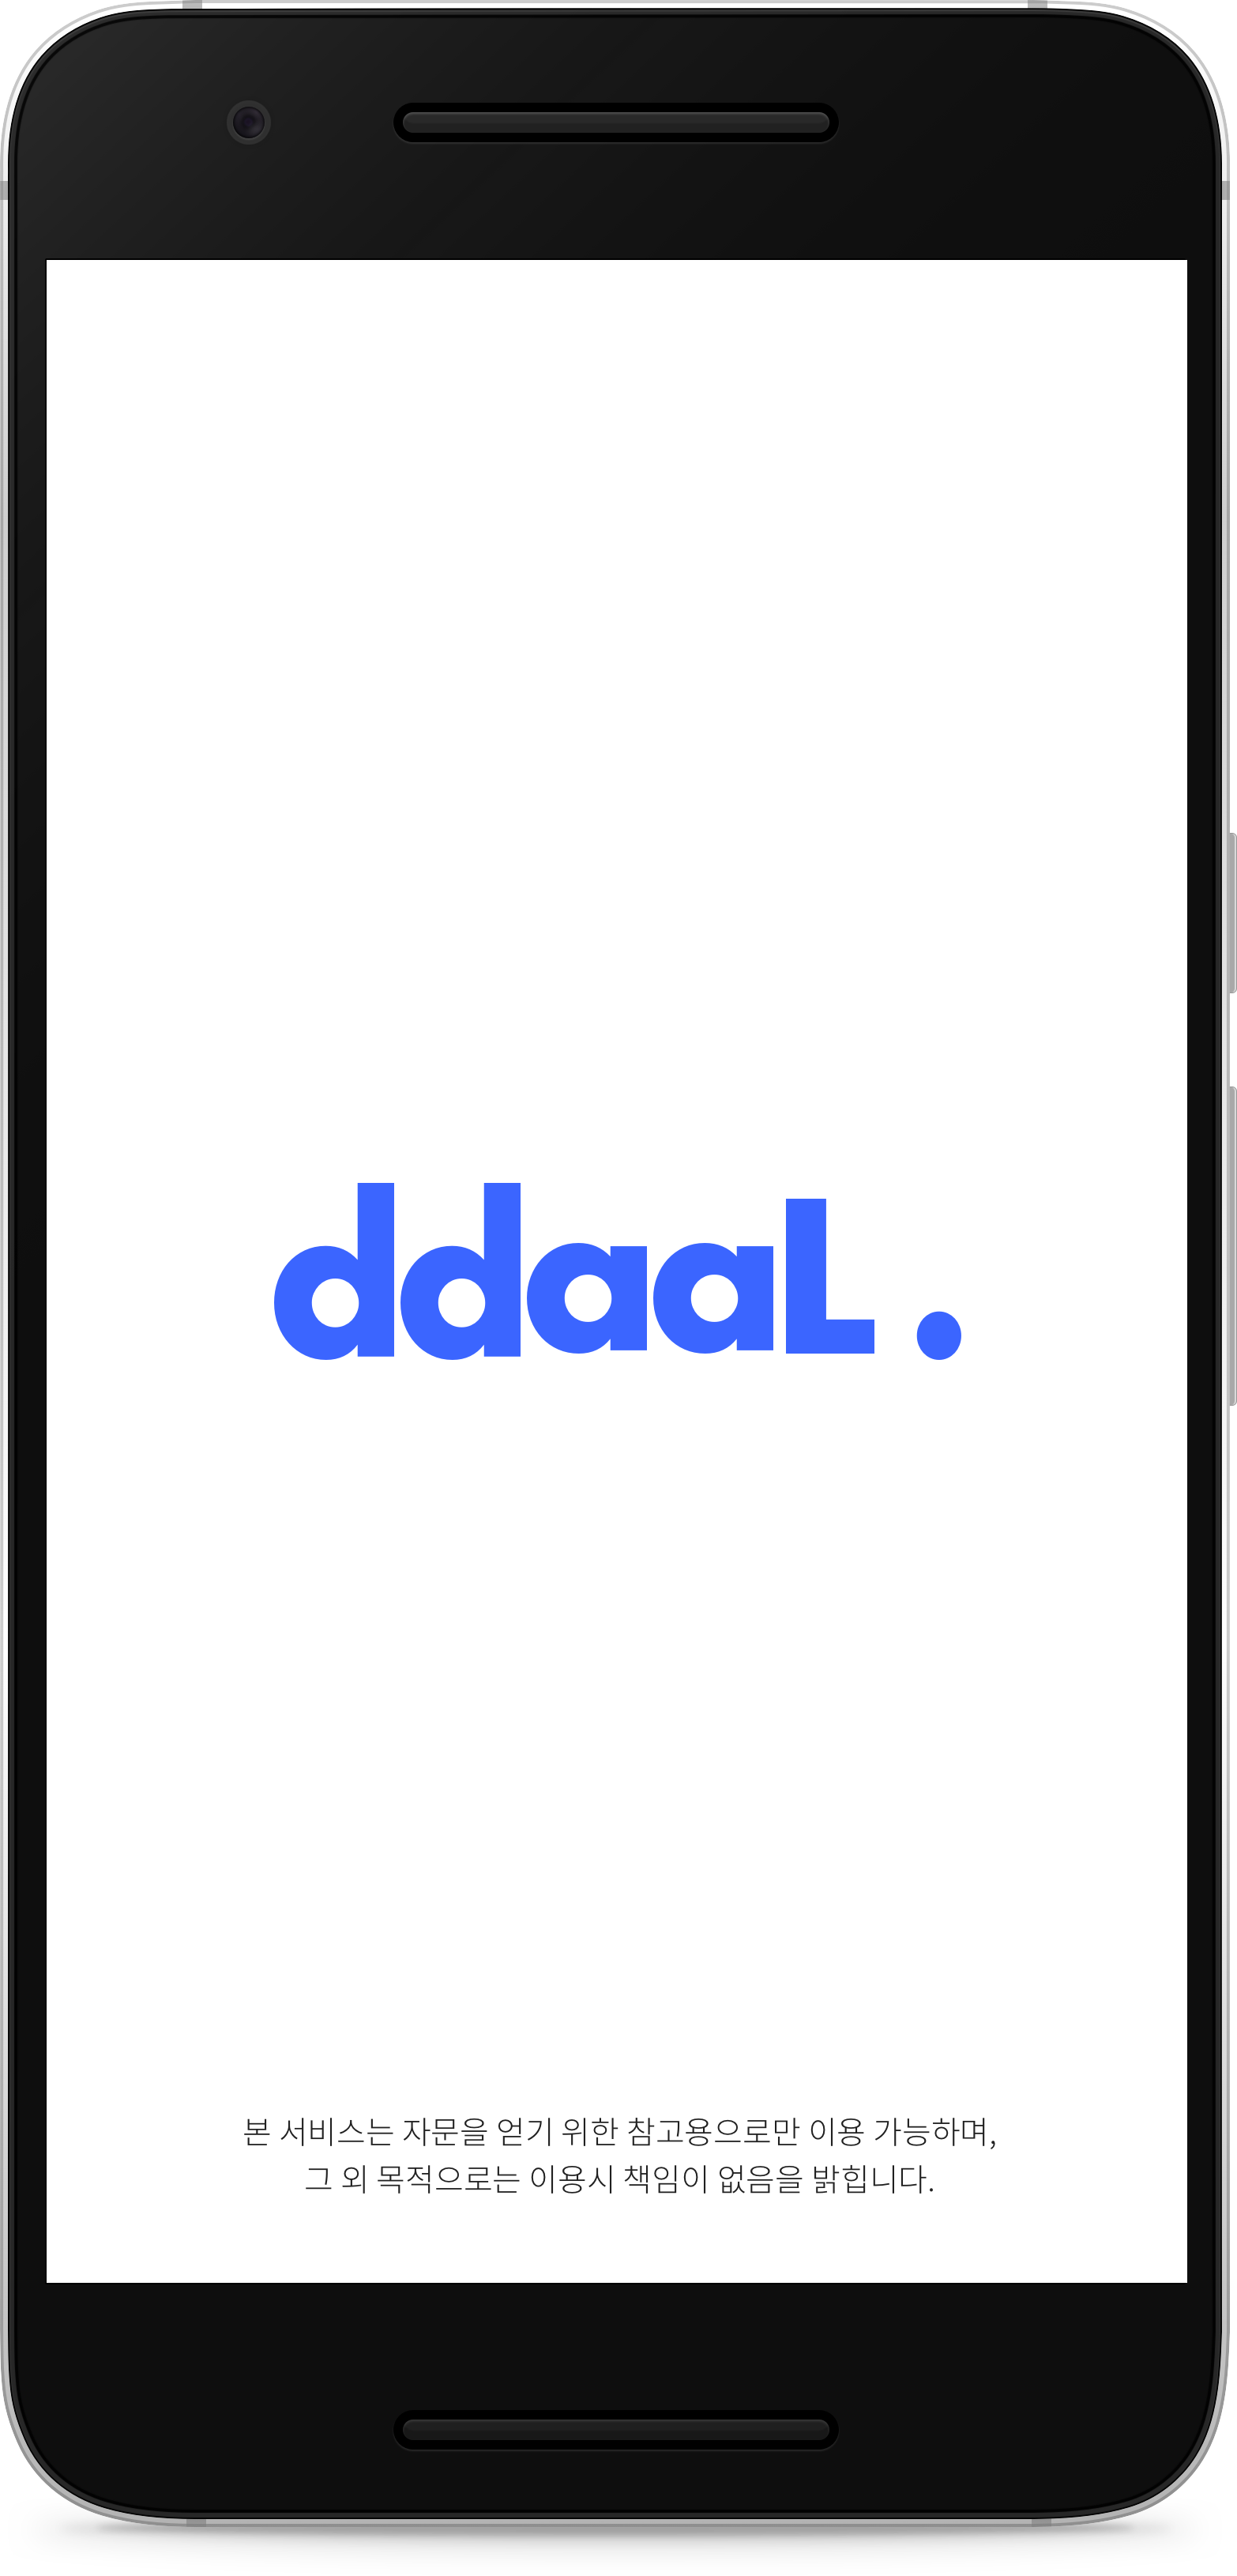 ddaaL .
본 서비스는 자문을 얻기 위한 참고용으로만 이용 가능하며,
그 외 목적으로는 이용시 책임이 없음을 밝힙니다.